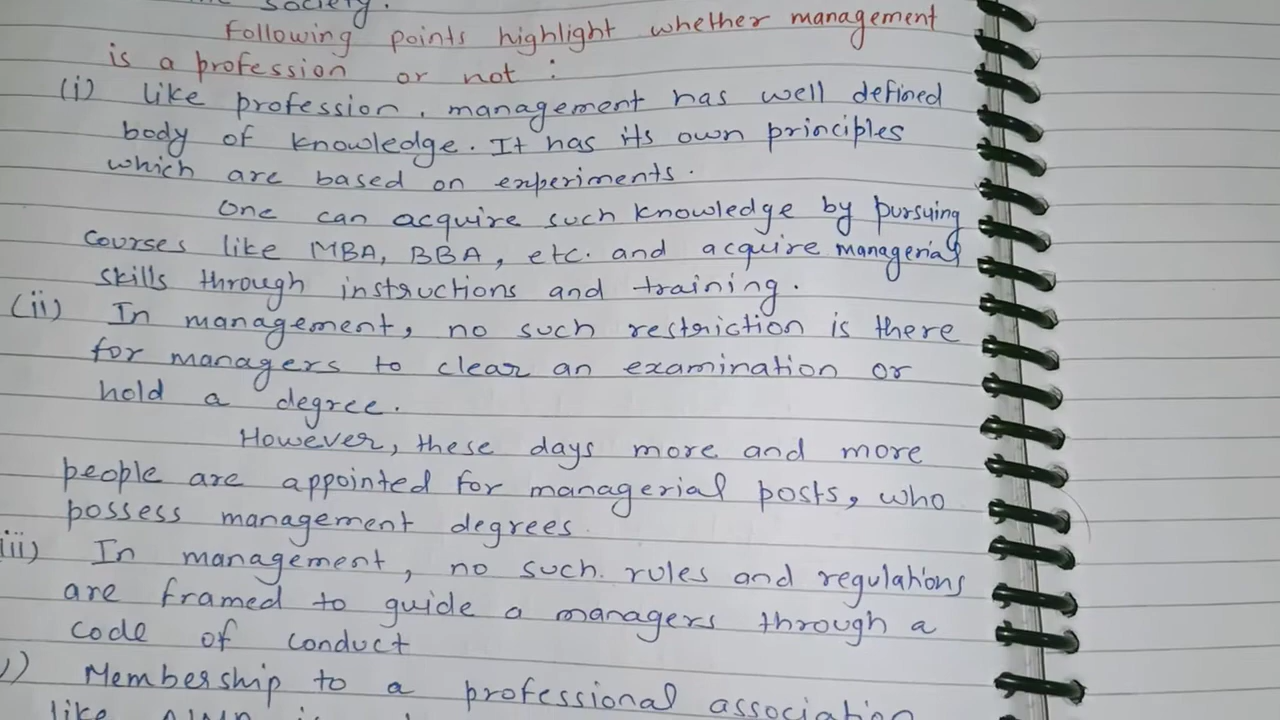 society.
Following points highlight whether management
is a profession or not :
(i) Like profession, management has well defined
body of knowledge. It has its own principles
which are based on experiments.
One can acquire such knowledge by pursuing
courses like MBA, BBA, etc. and acquire managerial
skills through instructions and training.
(ii) In management, no such restriction is there
for managers to clear an examination or
hold a degree.
However, these days more and more
people are appointed for managerial posts, who
possess management degrees.
iii) In management, no such rules and regulations
are framed to guide a managers through a
code of conduct
) Membership to a professional association
like